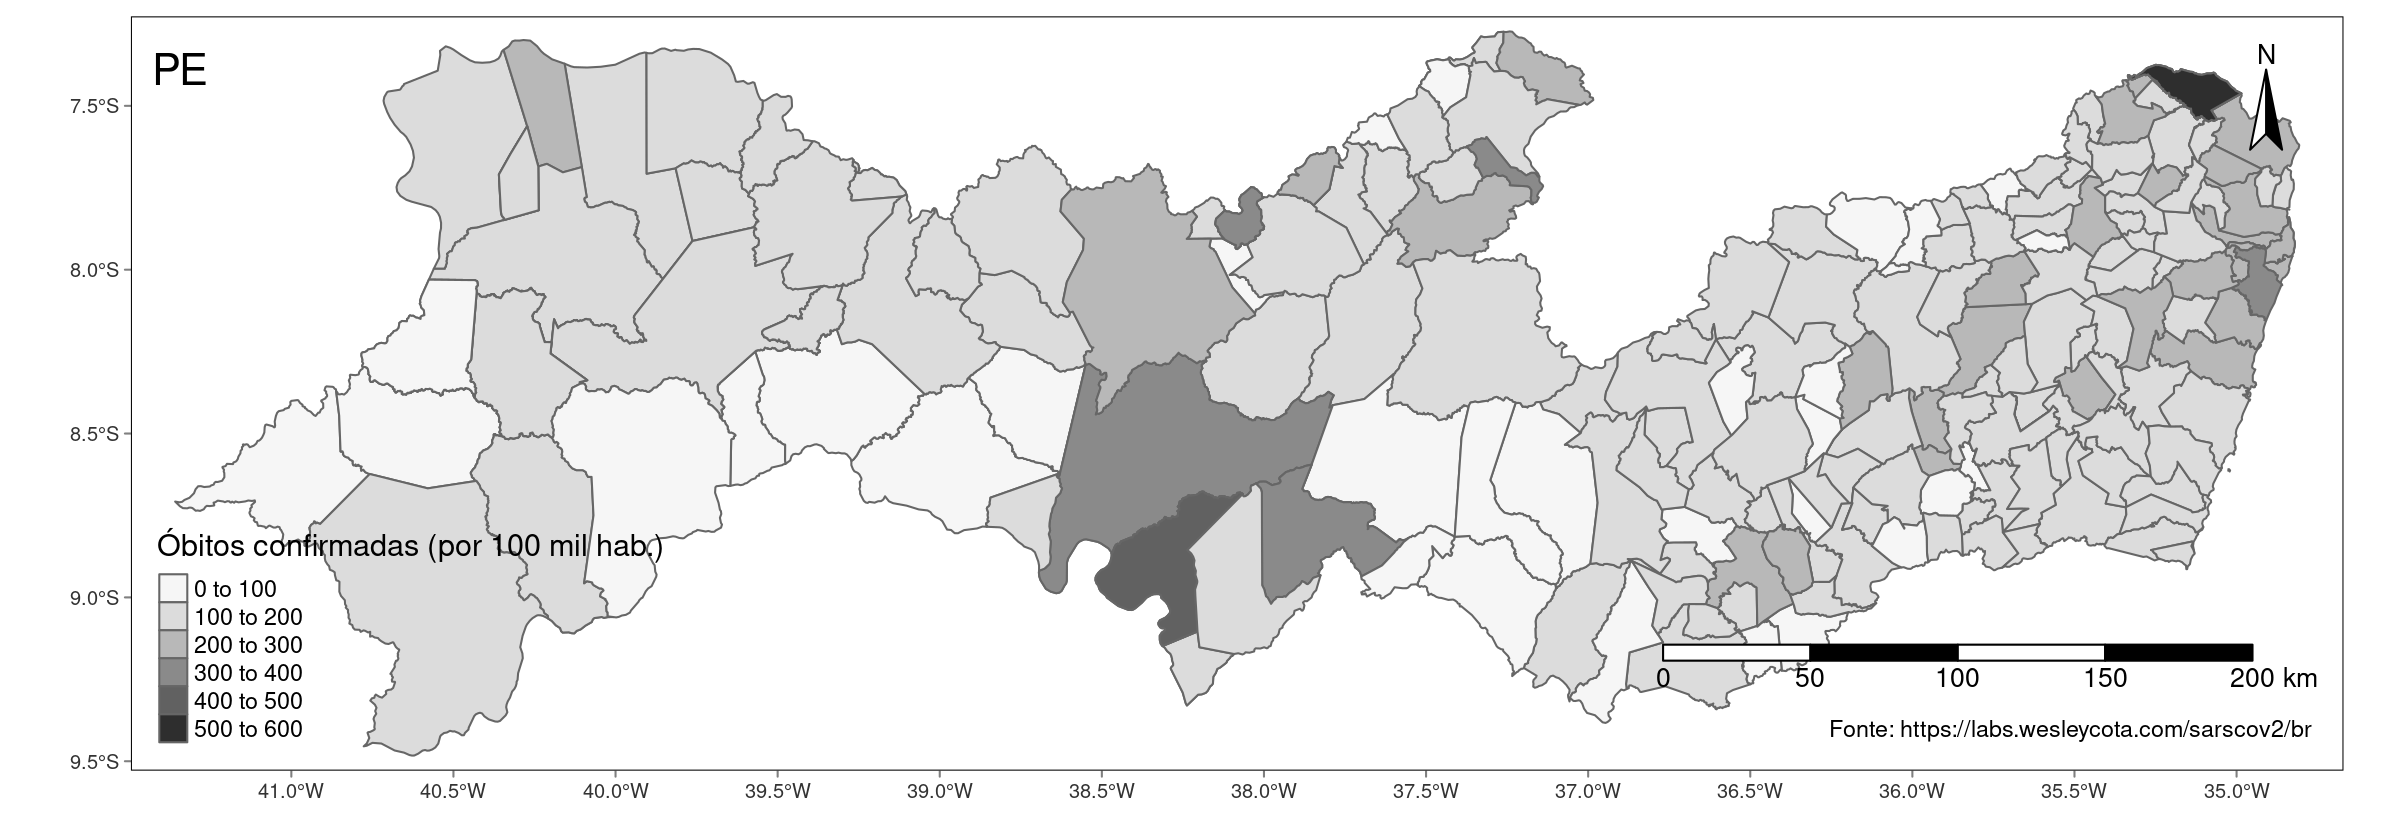 PE
N
7.5°S
8.0°S
8.5°S
9.0°S
9.5°S
Óbitos confirmadas (por 100 mil hab.)
0 to 100
100 to 200
200 to 300
300 to 400
400 to 500
500 to 600
0 50 100 150 200 km
Fonte: https://labs.wesleycota.com/sarscov2/br
41.0°W 40.5°W 40.0°W 39.5°W 39.0°W 38.5°W 38.0°W 37.5°W 37.0°W 36.5°W 36.0°W 35.5°W 35.0°W